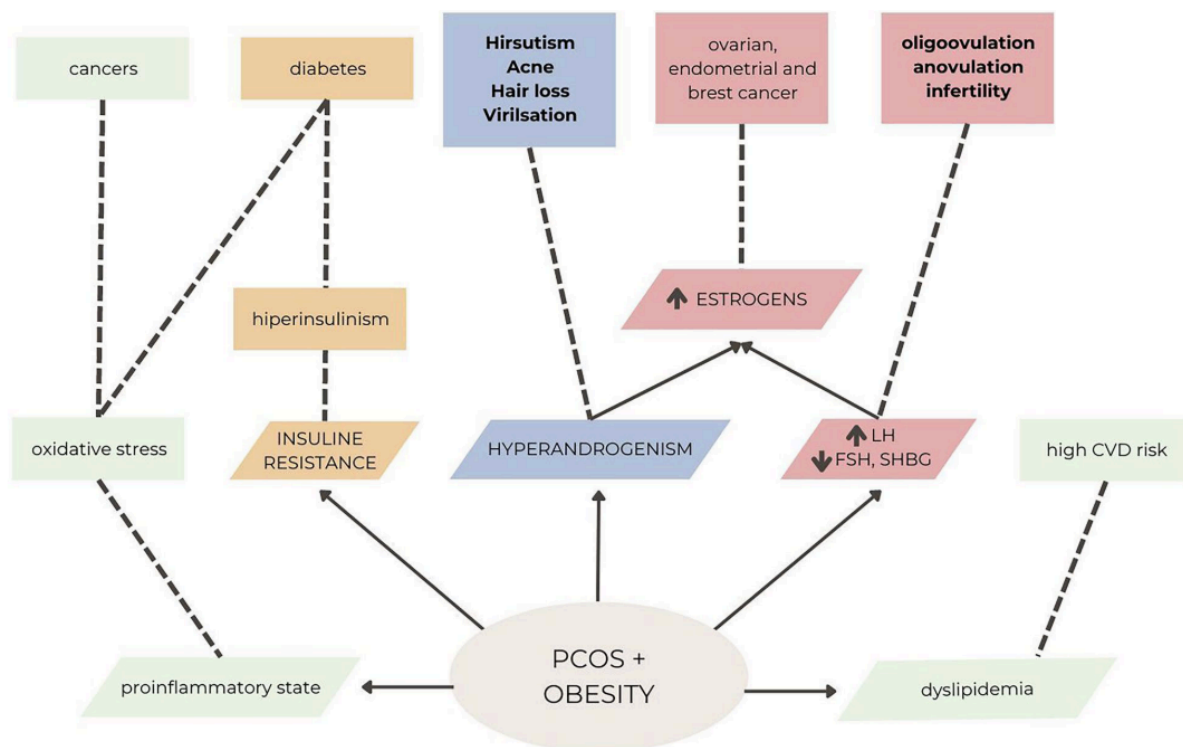 cancers
diabetes
Hirsutism
Acne
Hair loss
Virilsation
ovarian,
endometrial and
brest cancer
oligoovulation
anovulation
infertility
↑ ESTROGENS
hiperinsulinism
oxidative stress
INSULINE
RESISTANCE
HYPERANDROGENISM
↑ LH
↓ FSH, SHBG
high CVD risk
proinflammatory state
PCOS +
OBESITY
dyslipidemia